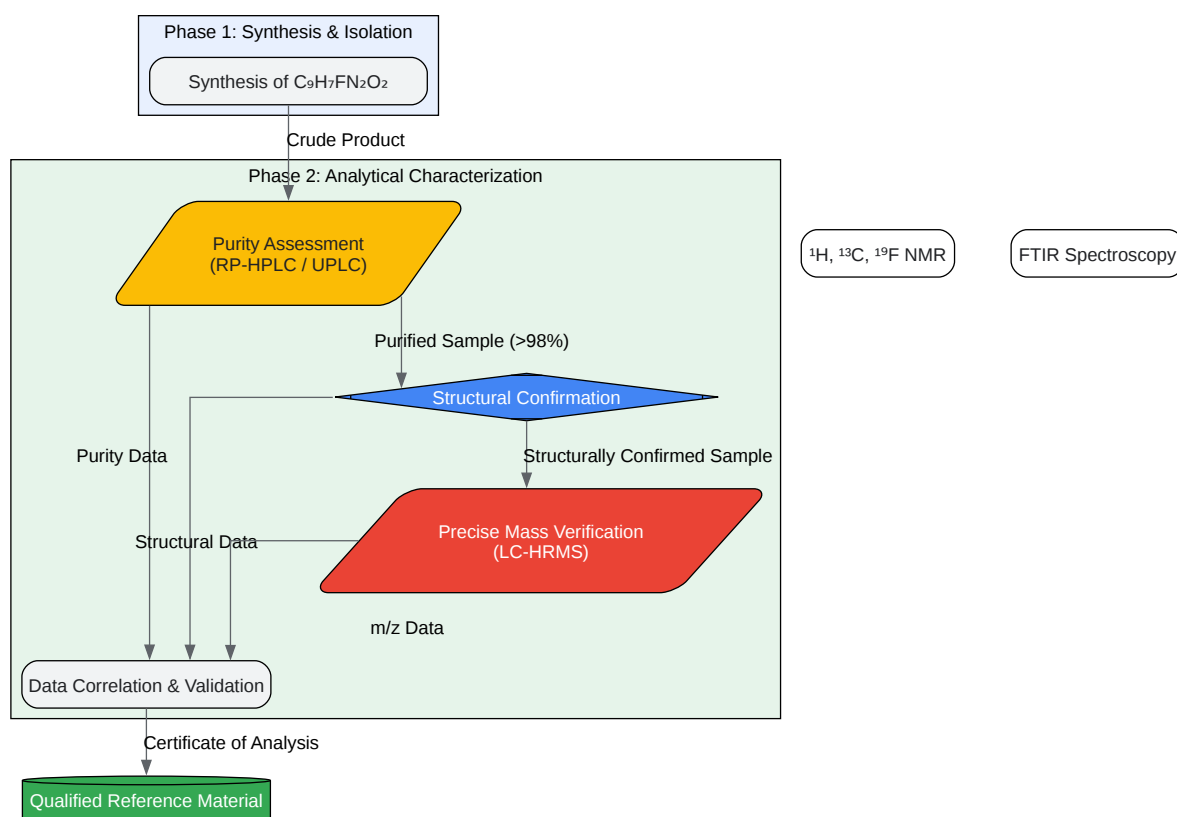 Phase 1: Synthesis & Isolation
Synthesis of C₉H₇FN₂O₂
Crude Product
Phase 2: Analytical Characterization
Purity Assessment
(RP-HPLC / UPLC)
¹H, ¹³C, ¹⁹F NMR
FTIR Spectroscopy
Purified Sample (>98%)
Structural Confirmation
Purity Data
Structurally Confirmed Sample
Precise Mass Verification
(LC-HRMS)
Structural Data
m/z Data
Data Correlation & Validation
Certificate of Analysis
Qualified Reference Material